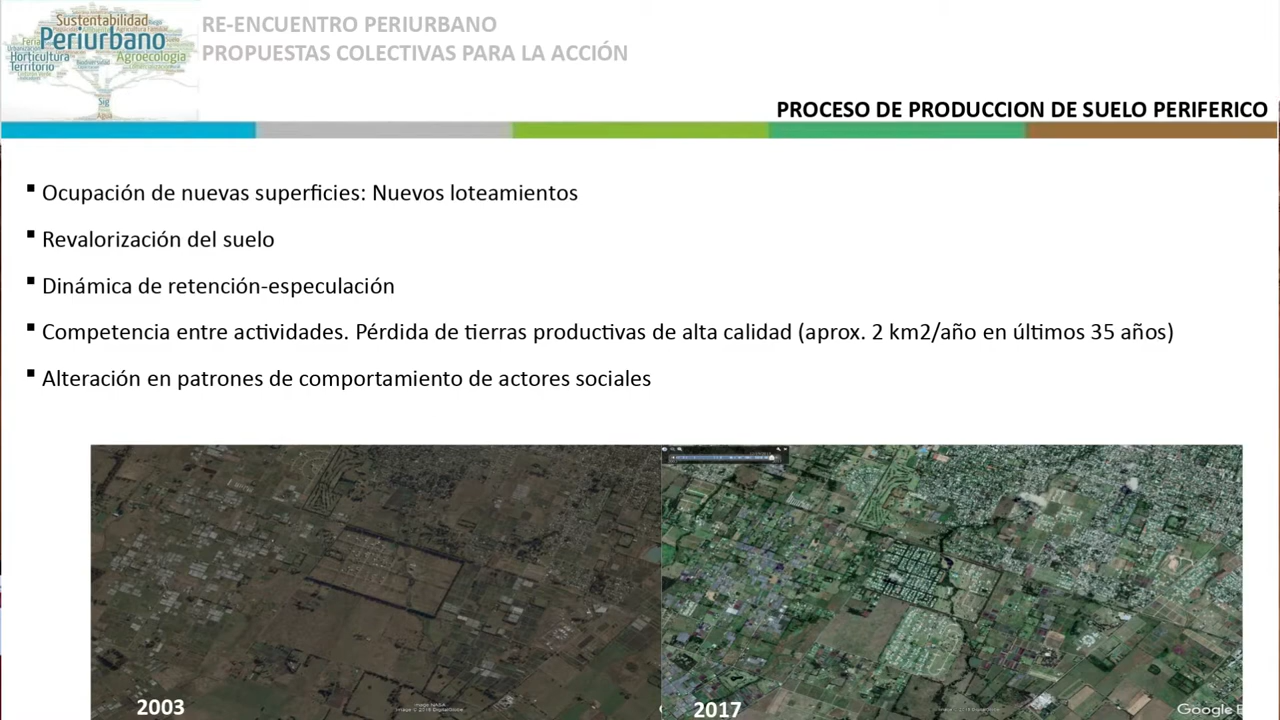 Sustentabilidad
Periurbano
Feria
Horticultura
Agroecología
Territorio
Sig
Agua
RE-ENCUENTRO PERIURBANO
PROPUESTAS COLECTIVAS PARA LA ACCIÓN
PROCESO DE PRODUCCION DE SUELO PERIFERICO
Ocupación de nuevas superficies: Nuevos loteamientos
Revalorización del suelo
Dinámica de retención-especulación
Competencia entre actividades. Pérdida de tierras productivas de alta calidad (aprox. 2 km2/año en últimos 35 años)
Alteración en patrones de comportamiento de actores sociales
2003
2017
Google E